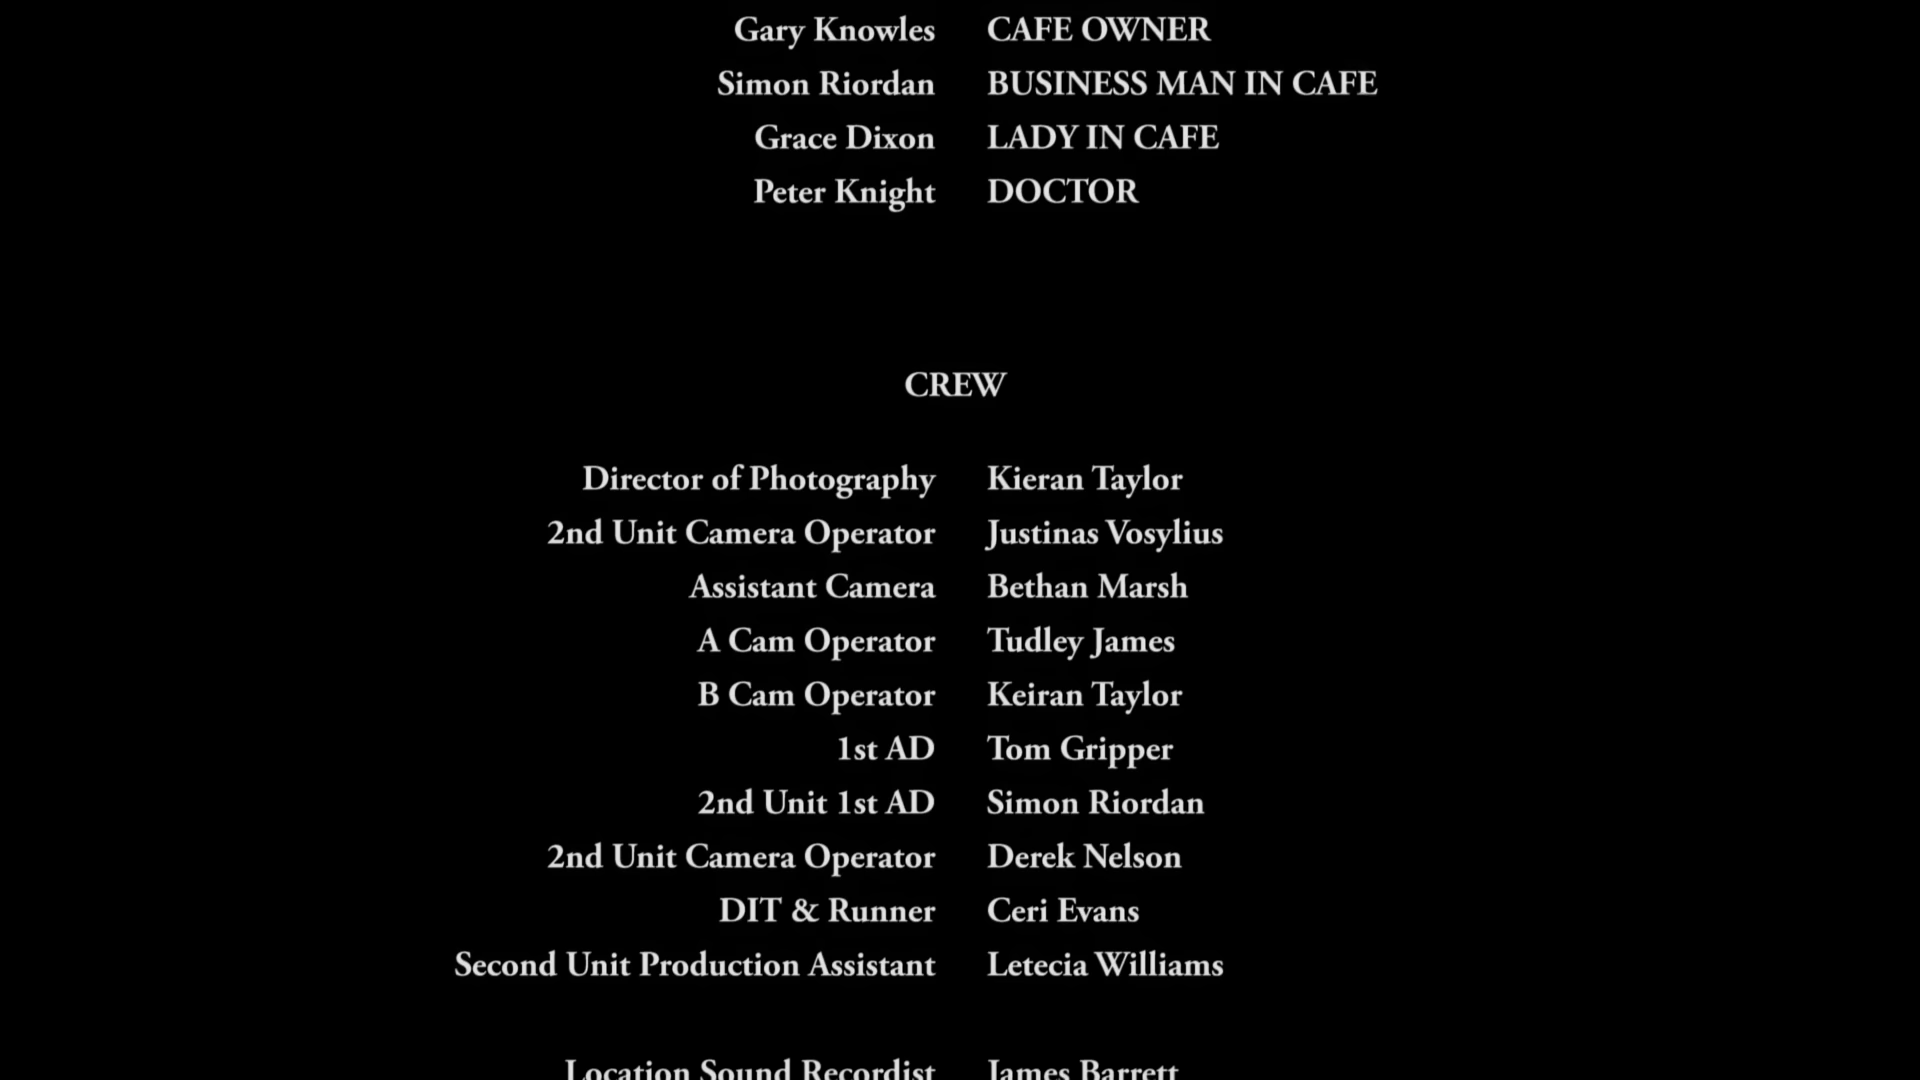 Gary Knowles CAFE OWNER
Simon Riordan BUSINESS MAN IN CAFE
Grace Dixon LADY IN CAFE
Peter Knight DOCTOR
CREW
Director of Photography Kieran Taylor
2nd Unit Camera Operator Justinas Vosylius
Assistant Camera Bethan Marsh
A Cam Operator Tudley James
B Cam Operator Keiran Taylor
1st AD Tom Gripper
2nd Unit 1st AD Simon Riordan
2nd Unit Camera Operator Derek Nelson
DIT & Runner Ceri Evans
Second Unit Production Assistant Letecia Williams
Location Sound Recordist James Barrett